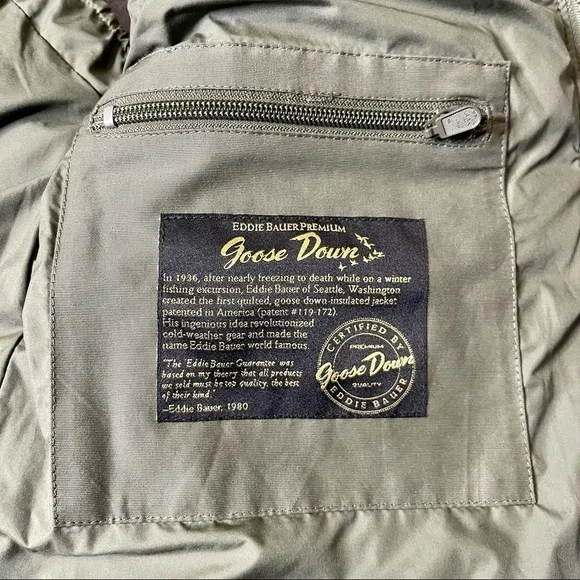 EDDIE BAUER PREMIUM
Goose Down
In 1936, after nearly freezing to death while on a winter
fishing excursion, Eddie Bauer of Seattle, Washington
created the first quilted, goose down-insulated jacket
patented in America (patent #119-172).
His ingenious idea revolutionized
cold-weather gear and made the
name Eddie Bauer world famous
"The 'Eddie Bauer Guarantee' was
based on my theory that all products
we sold must be top quality, the best
of their kind."
—Eddie Bauer, 1980
CERTIFIED BY
PREMIUM
Goose Down
QUALITY
EDDIE BAUER